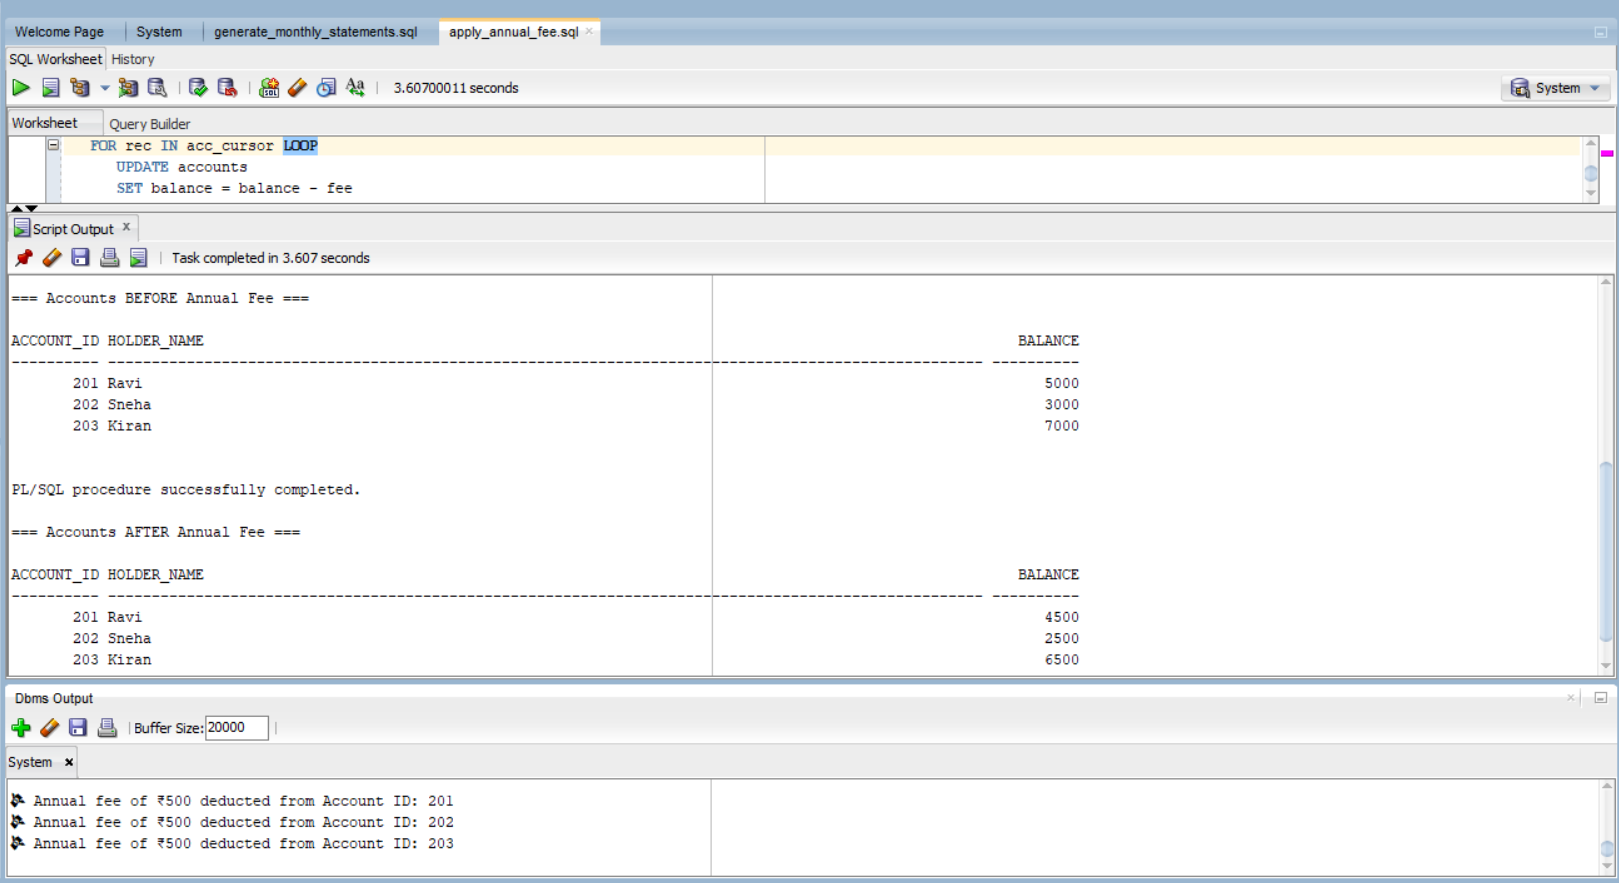 Welcome Page System generate_monthly_statements.sql apply_annual_fee.sql
SQL Worksheet History
3.60700011 seconds System
Worksheet Query Builder
FOR rec IN acc_cursor LOOP
UPDATE accounts
SET balance = balance - fee
Script Output
Task completed in 3.607 seconds
=== Accounts BEFORE Annual Fee ===
ACCOUNT_ID HOLDER_NAME BALANCE
---------- ---------------------------------------------------------------------------------------------------- ----------
201 Ravi 5000
202 Sneha 3000
203 Kiran 7000
PL/SQL procedure successfully completed.
=== Accounts AFTER Annual Fee ===
ACCOUNT_ID HOLDER_NAME BALANCE
---------- ---------------------------------------------------------------------------------------------------- ----------
201 Ravi 4500
202 Sneha 2500
203 Kiran 6500
Dbms Output
Buffer Size: 20000
System
Annual fee of ₹500 deducted from Account ID: 201
Annual fee of ₹500 deducted from Account ID: 202
Annual fee of ₹500 deducted from Account ID: 203